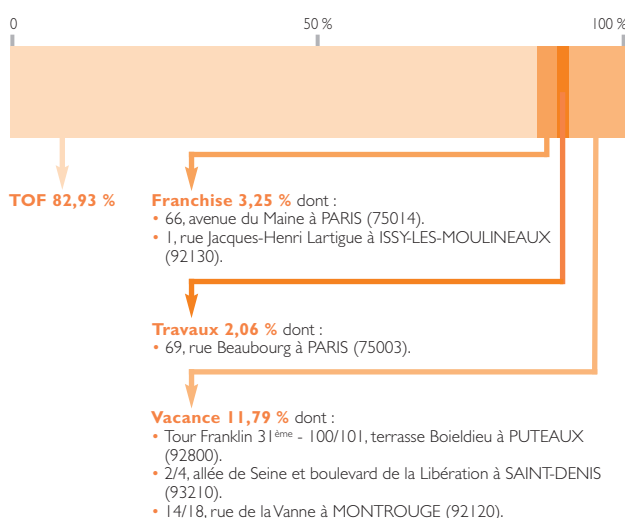 0 50 % 100 %
TOF 82,93 %
Franchise 3,25 % dont :
• 66, avenue du Maine à PARIS (75014).
• 1, rue Jacques-Henri Lartigue à ISSY-LES-MOULINEAUX
(92130).
Travaux 2,06 % dont :
• 69, rue Beaubourg à PARIS (75003).
Vacance 11,79 % dont :
• Tour Franklin 31ème - 100/101, terrasse Boieldieu à PUTEAUX
(92800).
• 2/4, allée de Seine et boulevard de la Libération à SAINT-DENIS
(93210).
• 14/18, rue de la Vanne à MONTROUGE (92120).